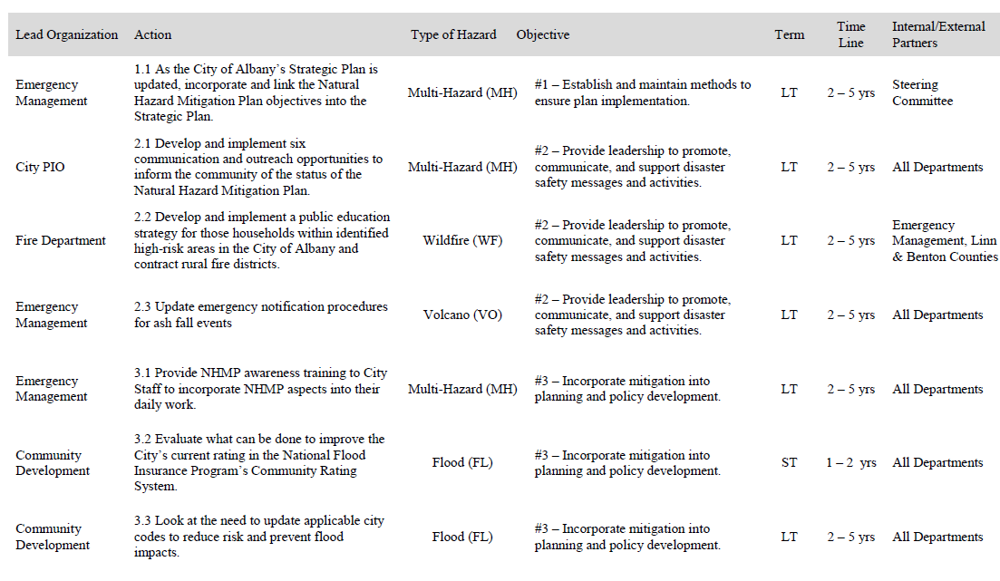 Lead Organization Action Type of Hazard Objective Term Time Line Internal/External Partners
Emergency Management
1.1 As the City of Albany’s Strategic Plan is
updated, incorporate and link the Natural
Hazard Mitigation Plan objectives into the
Strategic Plan.
Multi-Hazard (MH)
#1 – Establish and maintain methods to
ensure plan implementation.
LT
2 – 5 yrs
Steering
Committee
City PIO
2.1 Develop and implement six
communication and outreach opportunities to
inform the community of the status of the
Natural Hazard Mitigation Plan.
Multi-Hazard (MH)
#2 – Provide leadership to promote,
communicate, and support disaster
safety messages and activities.
LT
2 – 5 yrs
All Departments
Fire Department
2.2 Develop and implement a public education
strategy for those households within identified
high-risk areas in the City of Albany and
contract rural fire districts.
Wildfire (WF)
#2 – Provide leadership to promote,
communicate, and support disaster
safety messages and activities.
LT
2 – 5 yrs
Emergency
Management, Linn
& Benton Counties
Emergency
Management
2.3 Update emergency notification procedures
for ash fall events
Volcano (VO)
#2 – Provide leadership to promote,
communicate, and support disaster
safety messages and activities.
LT
2 – 5 yrs
All Departments
Emergency
Management
3.1 Provide NHMP awareness training to City
Staff to incorporate NHMP aspects into their
daily work.
Multi-Hazard (MH)
#3 – Incorporate mitigation into
planning and policy development.
LT
2 – 5 yrs
All Departments
Community
Development
3.2 Evaluate what can be done to improve the
City’s current rating in the National Flood
Insurance Program’s Community Rating
System.
Flood (FL)
#3 – Incorporate mitigation into
planning and policy development.
ST
1 – 2 yrs
All Departments
Community
Development
3.3 Look at the need to update applicable city
codes to reduce risk and prevent flood
impacts.
Flood (FL)
#3 – Incorporate mitigation into
planning and policy development.
LT
2 – 5 yrs
All Departments